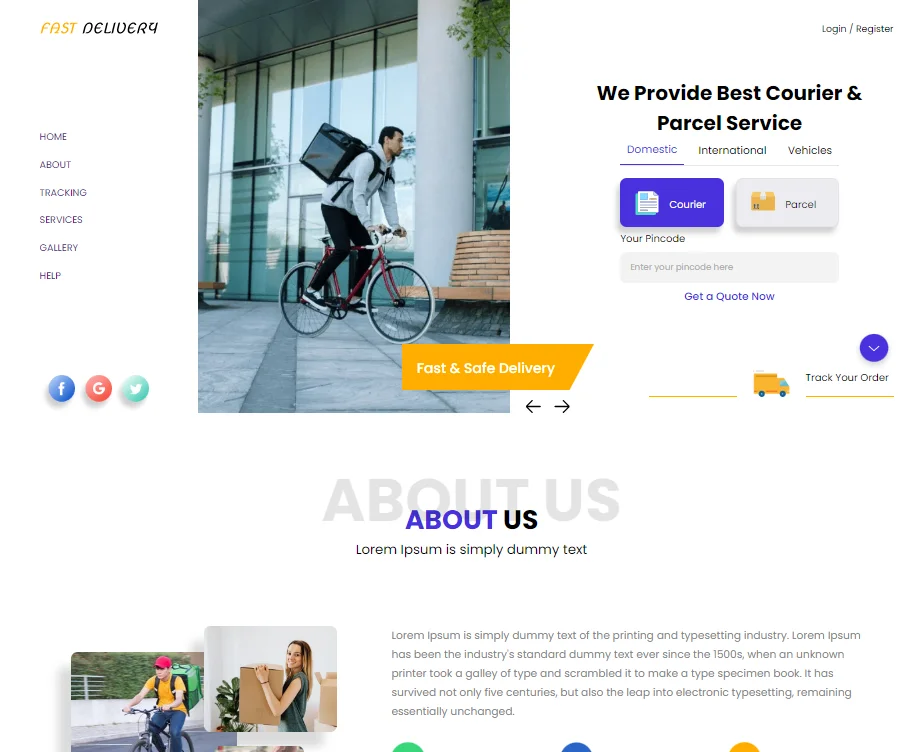 FAST DELIVERY
HOME
ABOUT
TRACKING
SERVICES
GALLERY
HELP
f
G
Fast & Safe Delivery
Login / Register
We Provide Best Courier &
Parcel Service
Domestic International Vehicles
Courier
Parcel
Your Pincode
Enter your pincode here
Get a Quote Now
Track Your Order
ABOUT US
ABOUT US
Lorem Ipsum is simply dummy text
Lorem Ipsum is simply dummy text of the printing and typesetting industry. Lorem Ipsum
has been the industry's standard dummy text ever since the 1500s, when an unknown
printer took a galley of type and scrambled it to make a type specimen book. It has
survived not only five centuries, but also the leap into electronic typesetting, remaining
essentially unchanged.